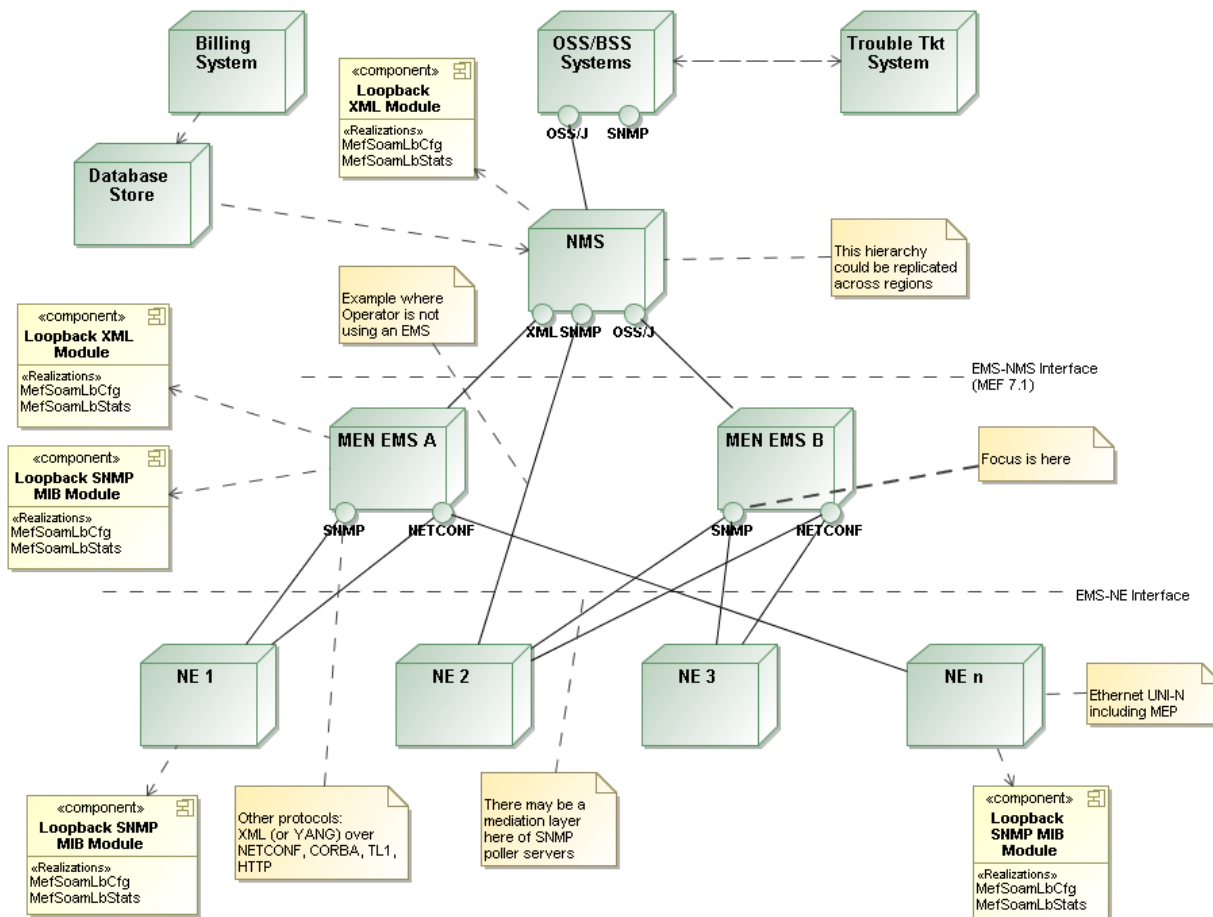 Billing
System
OSS/BSS
Systems
Trouble Tkt
System
«component»
Loopback
XML Module
«Realizations»
MefSoamLbCfg
MefSoamLbStats
OSS/J
SNMP
Database
Store
NMS
This hierarchy
could be replicated
across regions
Example where
Operator is not
using an EMS
XML
SNMP
OSS/J
«component»
Loopback XML
Module
«Realizations»
MefSoamLbCfg
MefSoamLbStats
EMS-NMS Interface
(MEF 7.1)
MEN EMS A
MEN EMS B
«component»
Loopback SNMP
MIB Module
«Realizations»
MefSoamLbCfg
MefSoamLbStats
Focus is here
SNMP
NETCONF
SNMP
NETCONF
EMS-NE Interface
NE 1
NE 2
NE 3
NE n
Ethernet UNI-N
including MEP
«component»
Loopback SNMP
MIB Module
«Realizations»
MefSoamLbCfg
MefSoamLbStats
Other protocols:
XML (or YANG) over
NETCONF, CORBA, TL1,
HTTP
There may be a
mediation layer
here of SNMP
poller servers
«component»
Loopback
SNMP MIB
Module
«Realizations»
MefSoamLbCfg
MefSoamLbStats